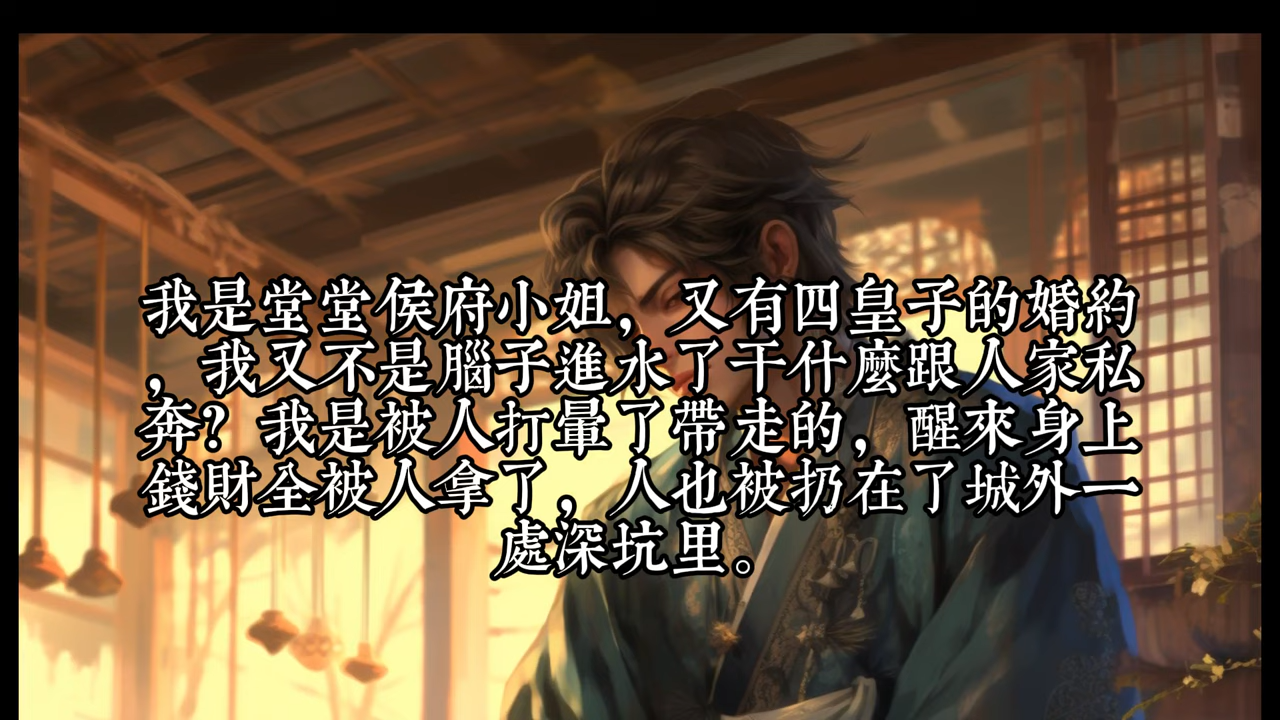 我是堂堂侯府小姐，又有四皇子的婚約
，我又不是腦子進水了干什麼跟人家私
奔？我是被人打暈了帶走的，醒來身上
錢財全被人拿了，人也被扔在了城外一
處深坑里。